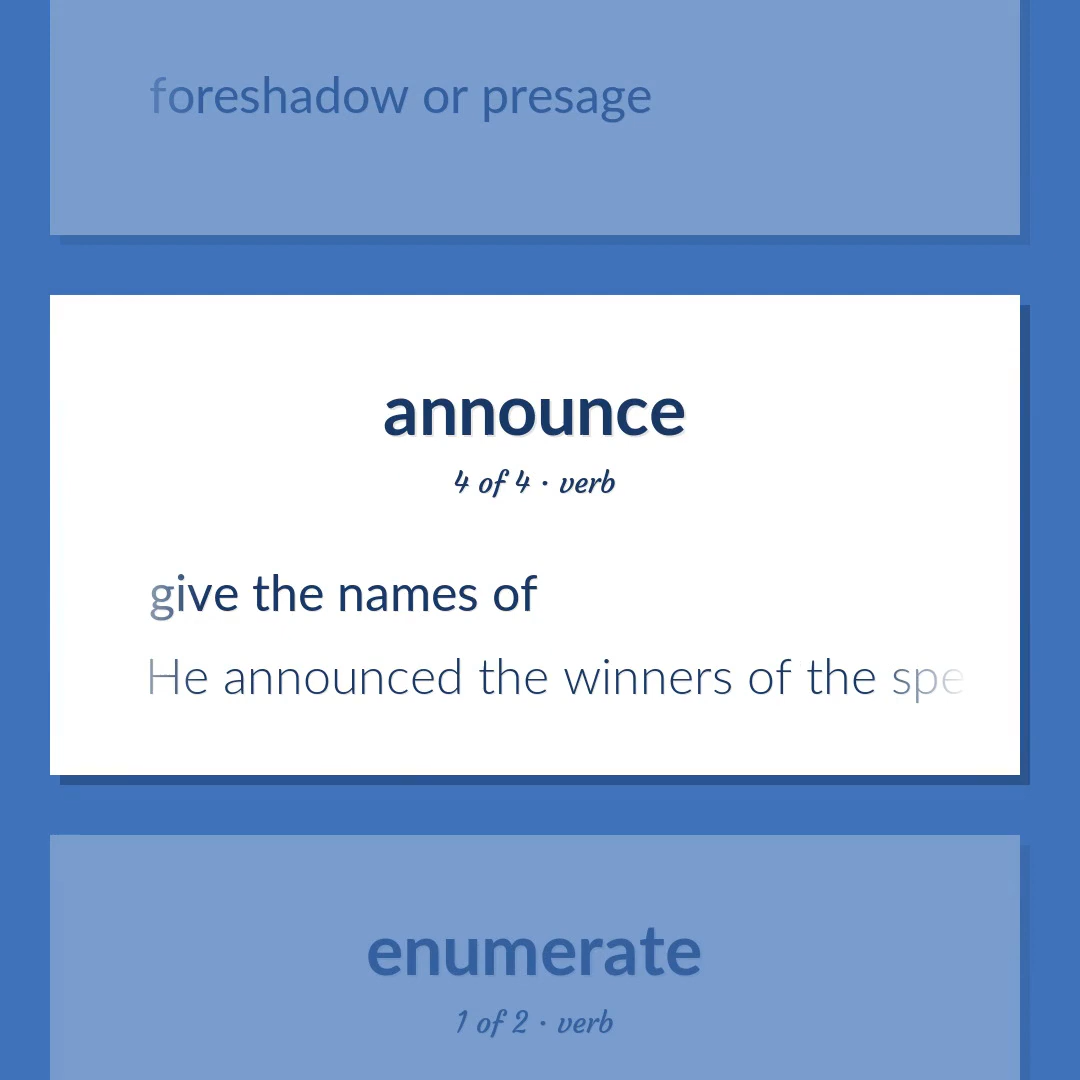 foreshadow or presage
announce
4 of 4 · verb
give the names of
He announced the winners of the spe
enumerate
1 of 2 · verb